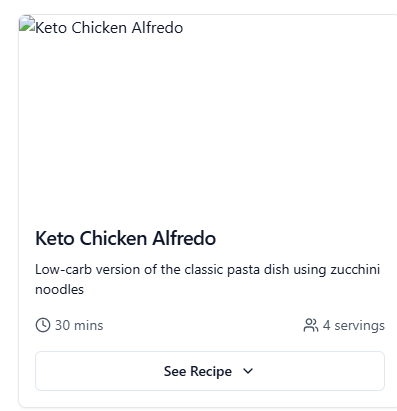 Keto Chicken Alfredo
Keto Chicken Alfredo
Low-carb version of the classic pasta dish using zucchini
noodles
30 mins
4 servings
See Recipe